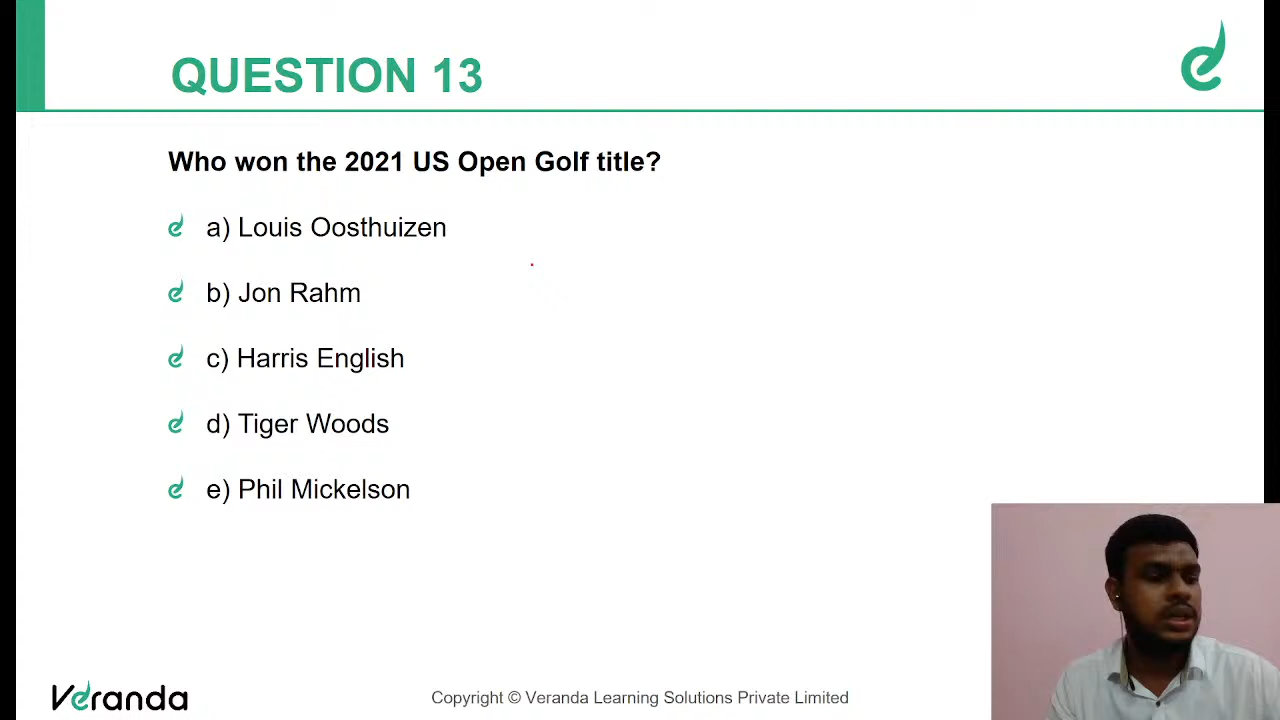 QUESTION 13
Who won the 2021 US Open Golf title?
a) Louis Oosthuizen
b) Jon Rahm
c) Harris English
d) Tiger Woods
e) Phil Mickelson
Veranda
Copyright © Veranda Learning Solutions Private Limited